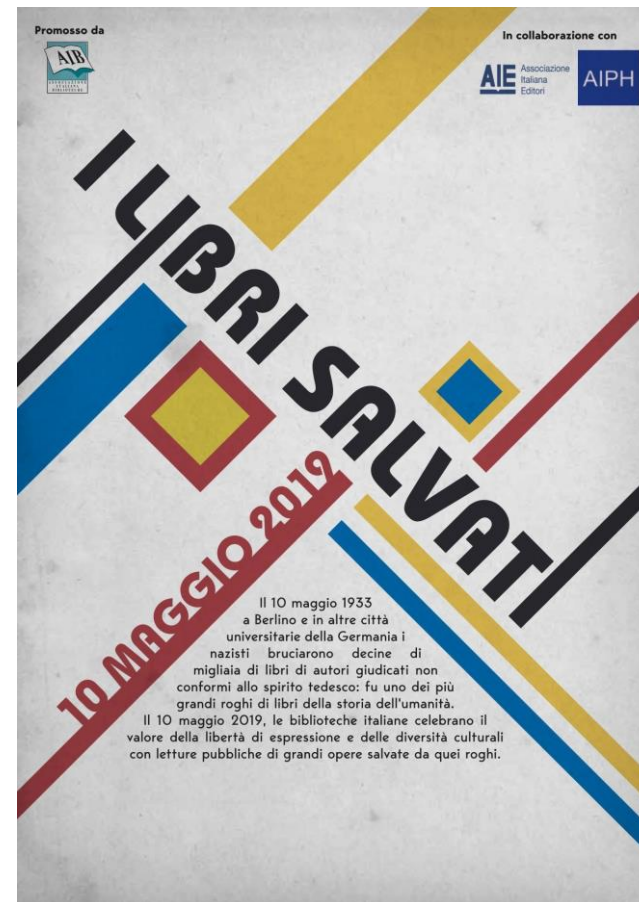 Promosso da
AIB
ASSOCIAZIONE
ITALIANA
BIBLIOTECHE
In collaborazione con
AIE
Associazione
Italiana
Editori
AIPH
I LIBRI SALVATI
10 MAGGIO 2019
Il 10 maggio 1933
a Berlino e in altre città
universitarie della Germania i
nazisti bruciarono decine di
migliaia di libri di autori giudicati non
conformi allo spirito tedesco: fu uno dei più
grandi roghi di libri della storia dell'umanità.
Il 10 maggio 2019, le biblioteche italiane celebrano il
valore della libertà di espressione e delle diversità culturali
con letture pubbliche di grandi opere salvate da quei roghi.